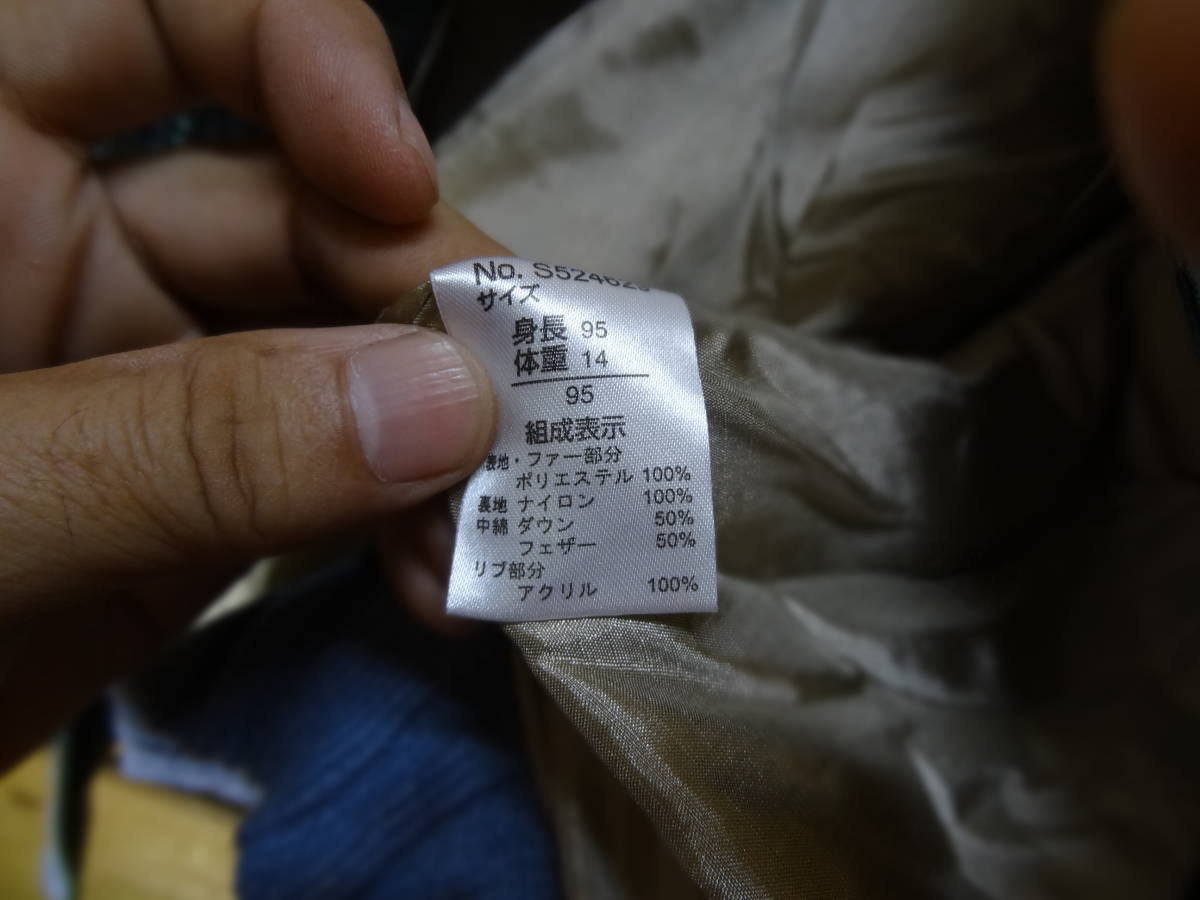 No. S52462
サイズ
身長 95
体重 14
95
組成表示
表地・ファー部分
ポリエステル 100%
裏地 ナイロン 100%
中綿 ダウン 50%
フェザー 50%
リブ部分
アクリル 100%